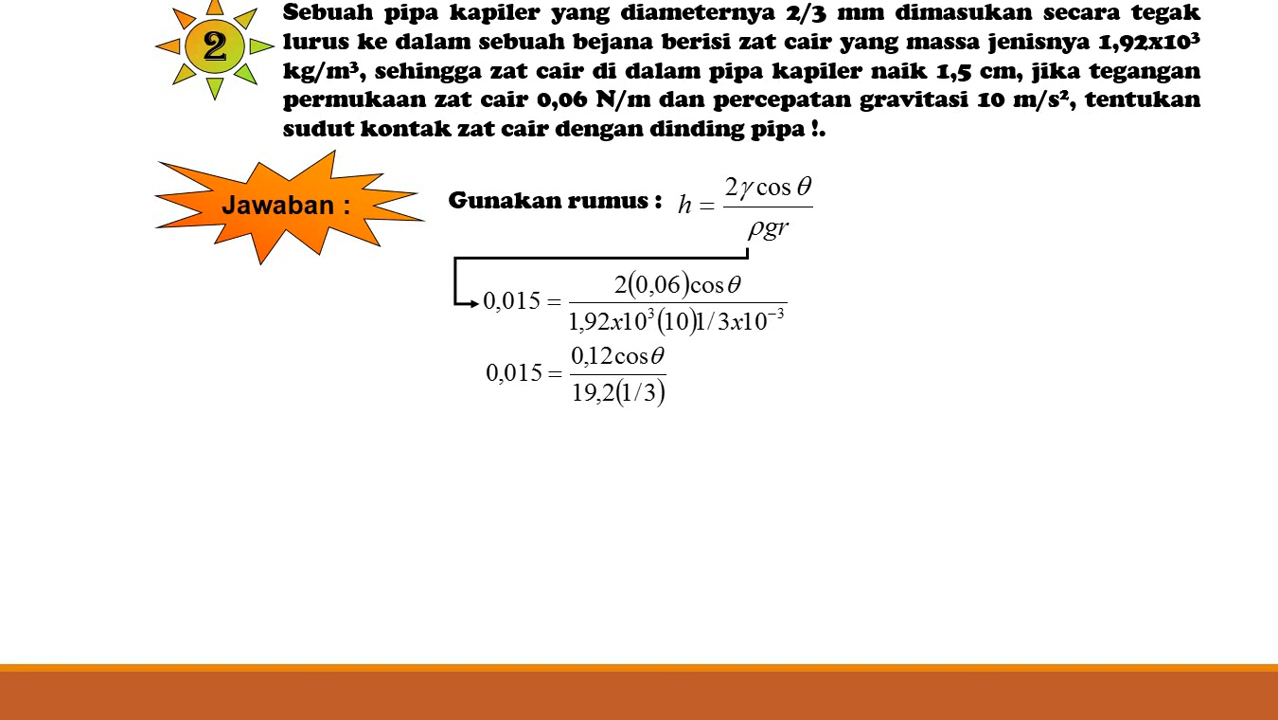 2
Sebuah pipa kapiler yang diameternya 2/3 mm dimasukan secara tegak
lurus ke dalam sebuah bejana berisi zat cair yang massa jenisnya 1,92x10³
kg/m³, sehingga zat cair di dalam pipa kapiler naik 1,5 cm, jika tegangan
permukaan zat cair 0,06 N/m dan percepatan gravitasi 10 m/s², tentukan
sudut kontak zat cair dengan dinding pipa !.
Jawaban :
Gunakan rumus : h = 2γcosθ / ρgr
0,015 = 2(0,06)cosθ / 1,92x10³(10)1/3x10⁻³
0,015 = 0,12cosθ / 19,2(1/3)